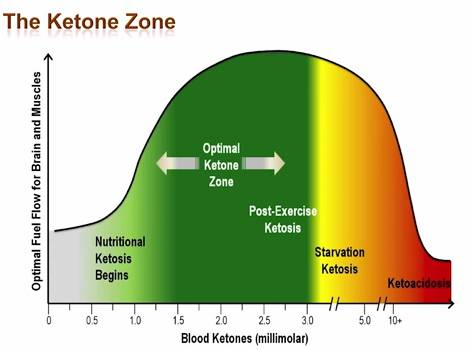 The Ketone Zone
Optimal Fuel Flow for Brain and Muscles
Optimal
Ketone
Zone
Post-Exercise
Ketosis
Nutritional
Ketosis
Begins
Starvation
Ketosis
Ketoacidosis
0 0.5 1.0 1.5 2.0 2.5 3.0 5.0 10+
Blood Ketones (millimolar)